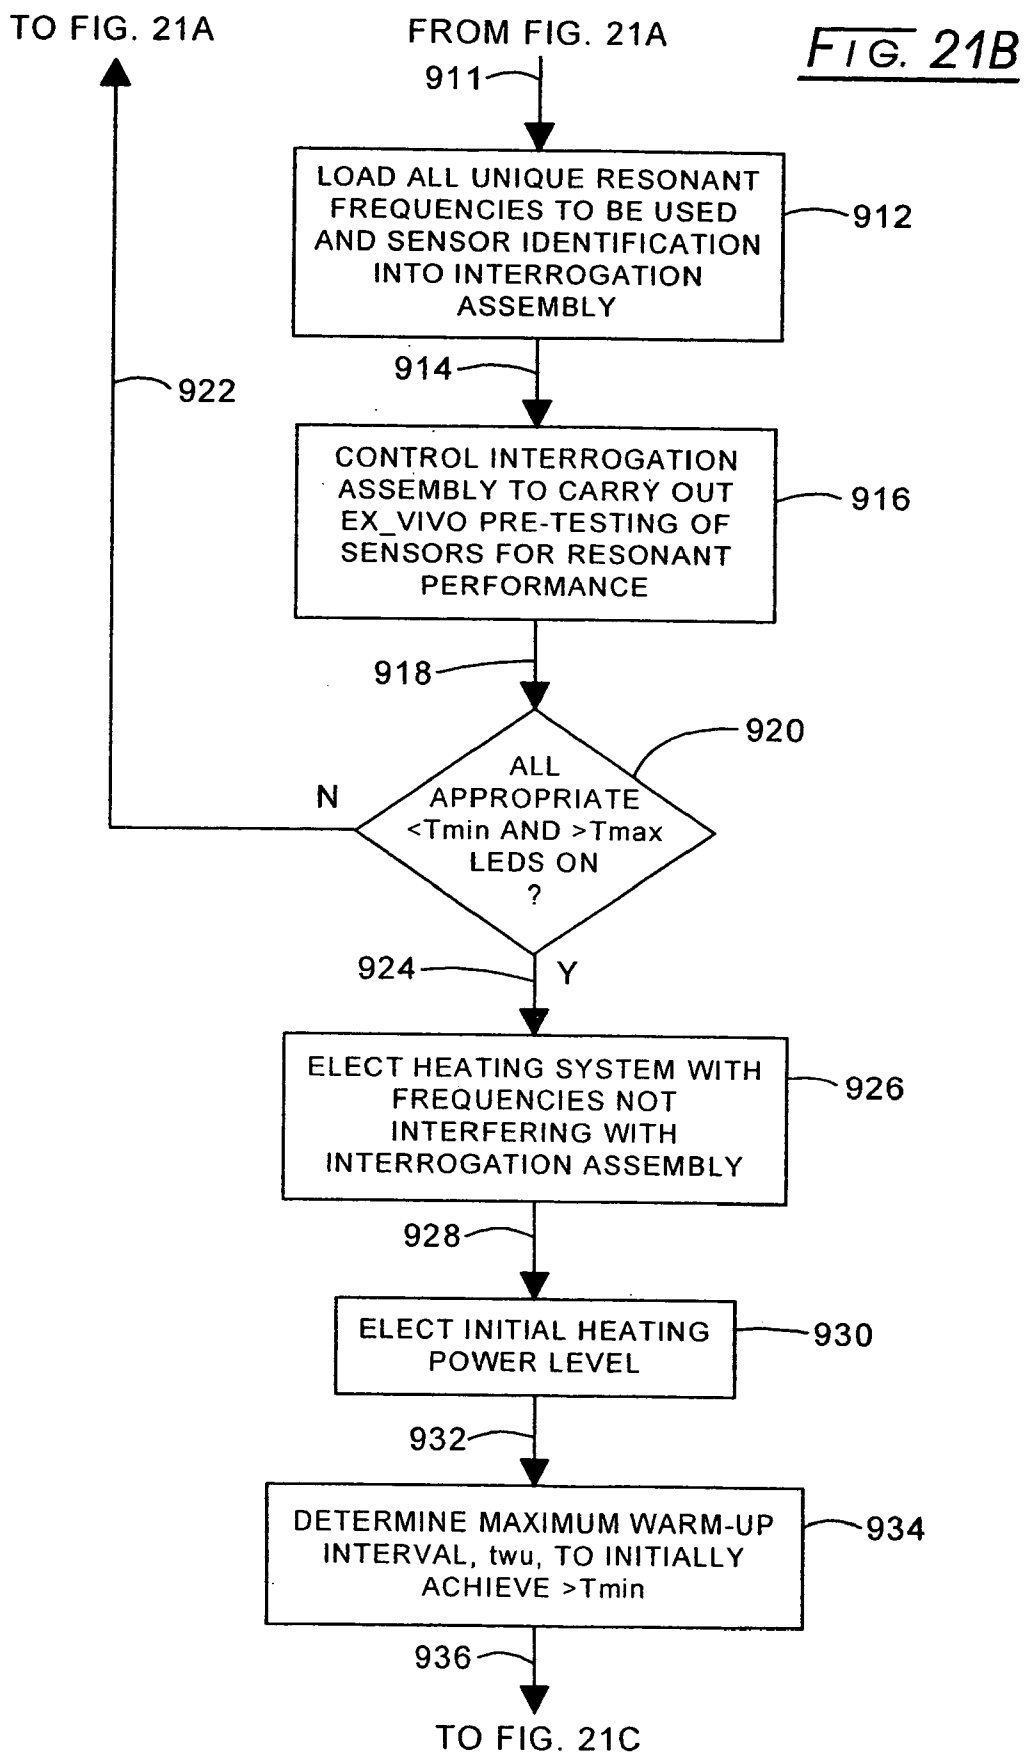 TO FIG. 21A
FROM FIG. 21A
FIG. 21B
911
LOAD ALL UNIQUE RESONANT
FREQUENCIES TO BE USED
AND SENSOR IDENTIFICATION
INTO INTERROGATION
ASSEMBLY
912
914
922
CONTROL INTERROGATION
ASSEMBLY TO CARRY OUT
EX_VIVO PRE-TESTING OF
SENSORS FOR RESONANT
PERFORMANCE
916
918
920
N
ALL
APPROPRIATE
<Tmin AND >Tmax
LEDS ON
?
924
Y
ELECT HEATING SYSTEM WITH
FREQUENCIES NOT
INTERFERING WITH
INTERROGATION ASSEMBLY
926
928
ELECT INITIAL HEATING
POWER LEVEL
930
932
DETERMINE MAXIMUM WARM-UP
INTERVAL, twu, TO INITIALLY
ACHIEVE >Tmin
934
936
TO FIG. 21C